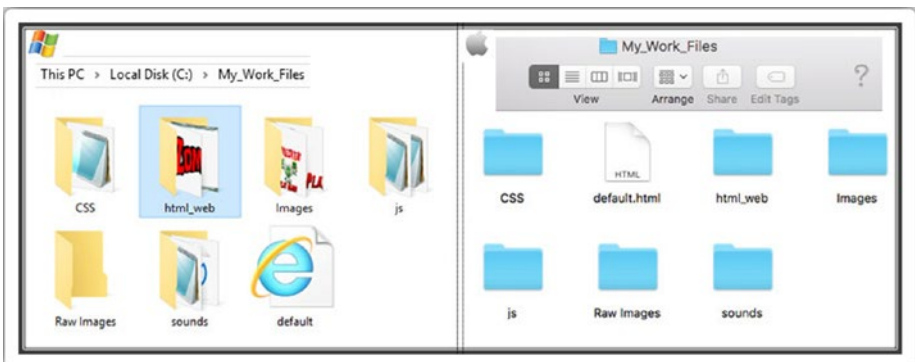 This PC > Local Disk (C:) > My_Work_Files
CSS html_web Images js
Raw Images sounds default
My_Work_Files
View Arrange Share Edit Tags
?
HTML
CSS default.html html_web Images
js Raw Images sounds